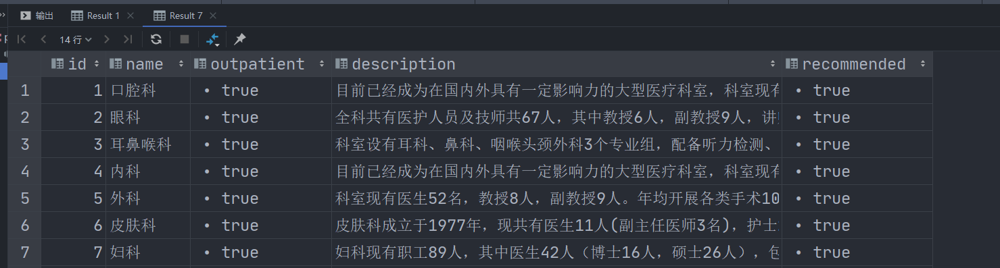 输出 Result 1 Result 7
14 行
id name outpatient description recommended
1 1 口腔科 • true 目前已经成为在国内外具有一定影响力的大型医疗科室，科室现有 • true
2 2 眼科 • true 全科共有医护人员及技师共67人，其中教授6人，副教授9人，讲 • true
3 3 耳鼻喉科 • true 科室设有耳科、鼻科、咽喉头颈外科3个专业组，配备听力检测、 • true
4 4 内科 • true 目前已经成为在国内外具有一定影响力的大型医疗科室，科室现有 • true
5 5 外科 • true 科室现有医生52名，教授8人，副教授9人。年均开展各类手术10 • true
6 6 皮肤科 • true 皮肤科成立于1977年，现共有医生11人(副主任医师3名)，护士 • true
7 7 妇科 • true 妇科现有职工89人，其中医生42人（博士16人，硕士26人），包 • true